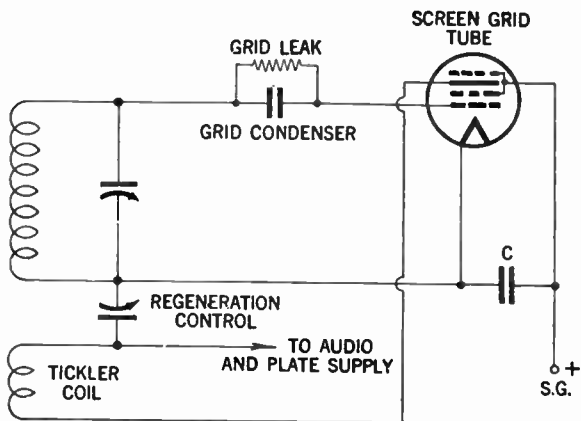 SCREEN GRID
TUBE
GRID LEAK
GRID CONDENSER
C
REGENERATION
CONTROL
TO AUDIO
AND PLATE SUPPLY
TICKLER
COIL
+
S.G.